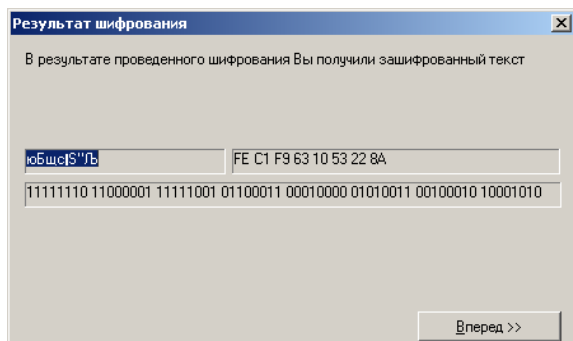 Результат шифрования
В результате проведенного шифрования Вы получили зашифрованный текст
юБщс|S"Љ
FE C1 F9 63 10 53 22 8A
11111110 11000001 11111001 01100011 00010000 01010011 00100010 10001010
Вперед >>